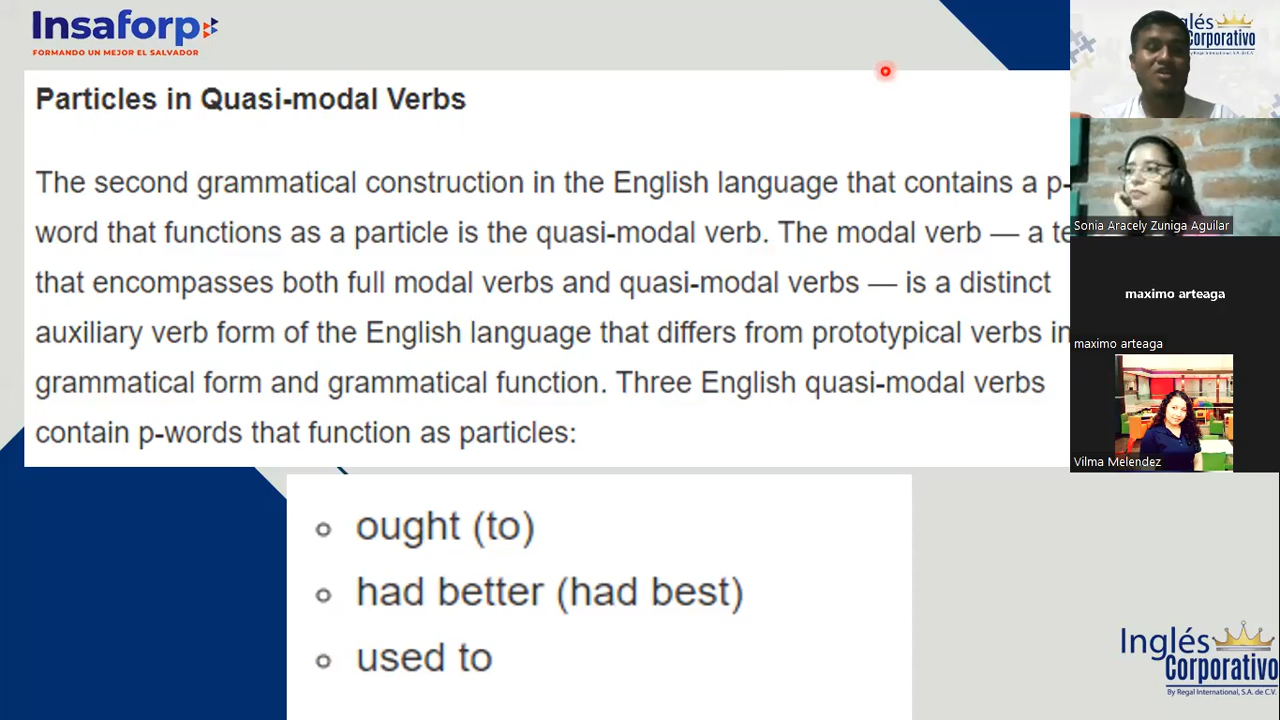 Insaforp
FORMANDO UN MEJOR EL SALVADOR
Particles in Quasi-modal Verbs
The second grammatical construction in the English language that contains a p-
word that functions as a particle is the quasi-modal verb. The modal verb — a
that encompasses both full modal verbs and quasi-modal verbs — is a distinct
auxiliary verb form of the English language that differs from prototypical verbs in
grammatical form and grammatical function. Three English quasi-modal verbs
contain p-words that function as particles:
ought (to)
had better (had best)
used to
Corporativo
By Regal International, S.A. de C.V.
Sonia Aracely Zuniga Aguilar
maximo arteaga
maximo arteaga
Vilma Melendez
Inglés
Corporativo
By Regal International, S.A. de C.V.